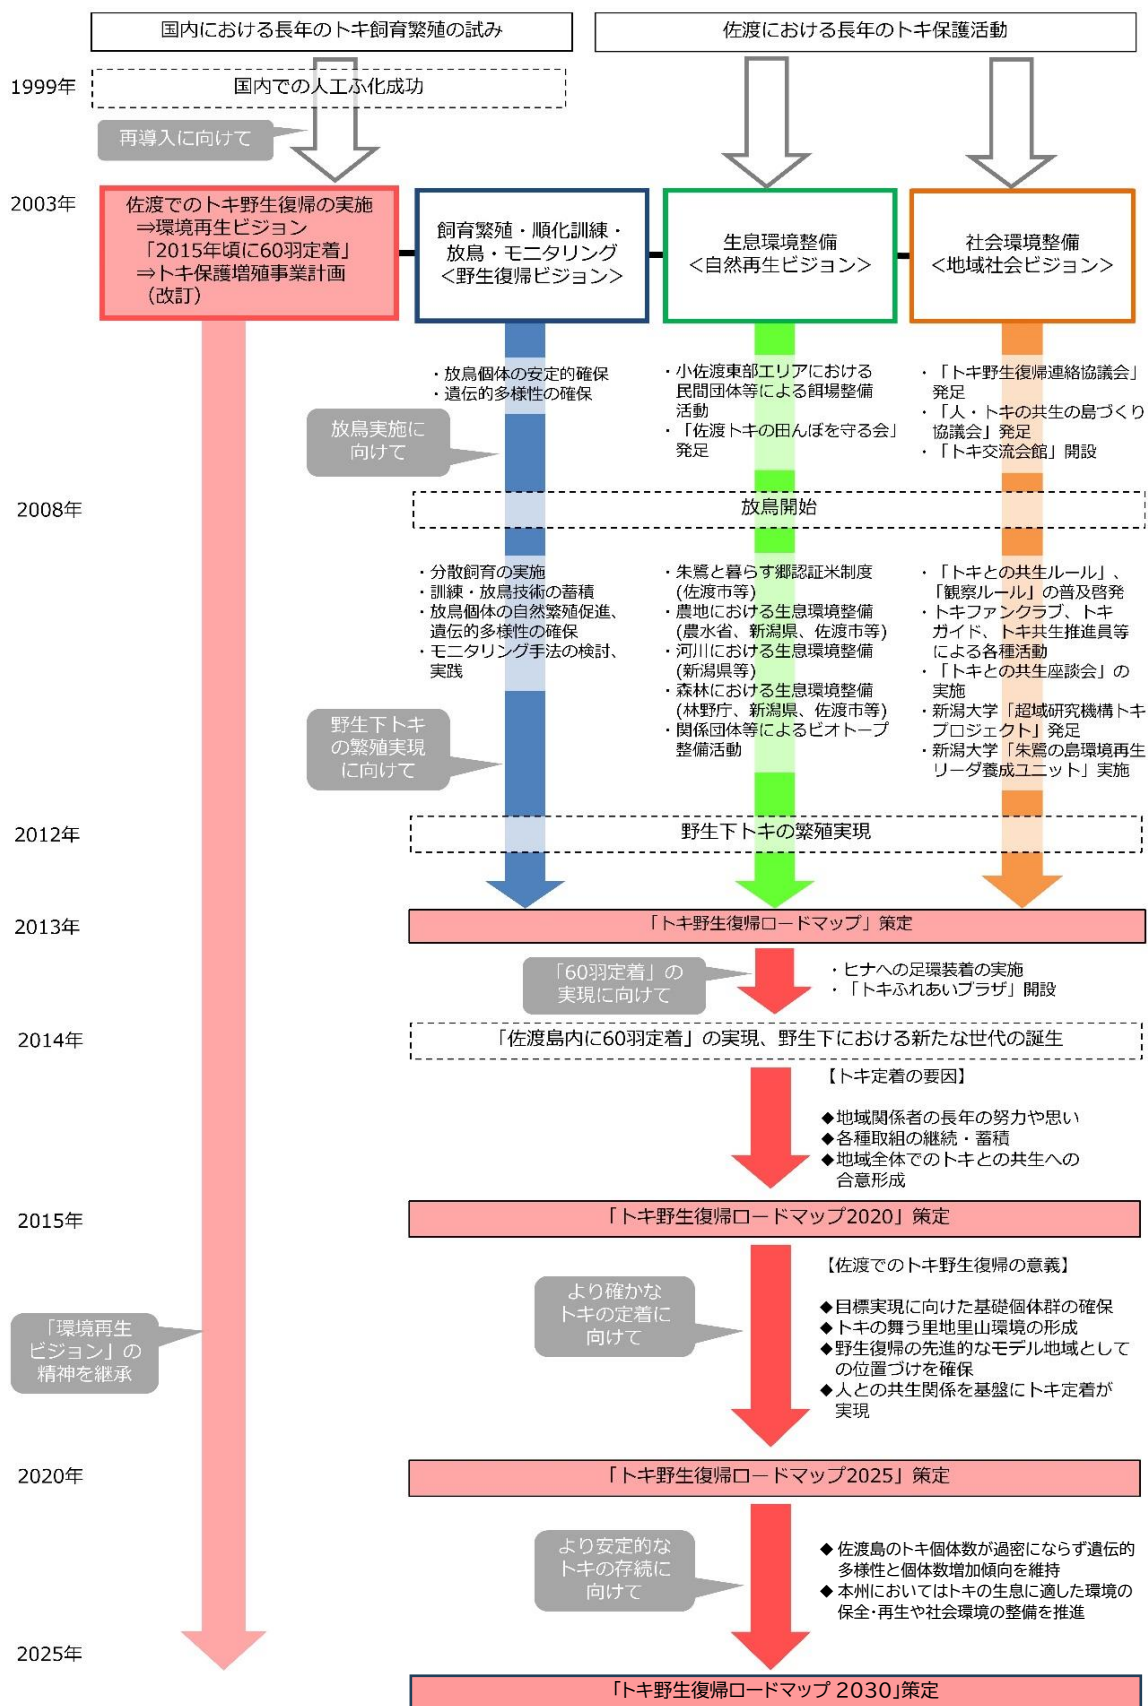 国内における長年のトキ飼育繁殖の試み
佐渡における長年のトキ保護活動
1999年
国内での人工ふ化成功
再導入に向けて
2003年
佐渡でのトキ野生復帰の実施
⇒環境再生ビジョン
「2015年頃に60羽定着」
⇒トキ保護増殖事業計画
（改訂）
飼育繁殖・順化訓練・
放鳥・モニタリング
<野生復帰ビジョン>
生息環境整備
<自然再生ビジョン>
社会環境整備
<地域社会ビジョン>
・放鳥個体の安定的確保
・遺伝的多様性の確保
・小佐渡東部エリアにおける
民間団体等による餌場整備
活動
・「佐渡トキの田んぼを守る会」
発足
・「トキ野生復帰連絡協議会」
発足
・「人・トキの共生の島づくり
協議会」発足
・「トキ交流会館」開設
放鳥実施に
向けて
2008年
放鳥開始
・分散飼育の実施
・訓練・放鳥技術の蓄積
・放鳥個体の自然繁殖促進、
遺伝的多様性の確保
・モニタリング手法の検討、
実践
・朱鷺と暮らす郷認証米制度
(佐渡市等)
・農地における生息環境整備
(農水省、新潟県、佐渡市等)
・河川における生息環境整備
(新潟県等)
・森林における生息環境整備
(林野庁、新潟県、佐渡市等)
・関係団体等によるビオトープ
整備活動
・「トキとの共生ルール」、
「観察ルール」の普及啓発
・トキファンクラブ、トキ
ガイド、トキ共生推進員等
による各種活動
・「トキとの共生座談会」の
実施
・新潟大学「超域研究機構トキ
プロジェクト」発足
・新潟大学「朱鷺の島環境再生
リーダ養成ユニット」実施
野生下トキ
の繁殖実現
に向けて
2012年
野生下トキの繁殖実現
2013年
「トキ野生復帰ロードマップ」策定
「60羽定着」の
実現に向けて
・ヒナへの足環装着の実施
・「トキふれあいプラザ」開設
2014年
「佐渡島内に60羽定着」の実現、野生下における新たな世代の誕生
【トキ定着の要因】
◆地域関係者の長年の努力や思い
◆各種取組の継続・蓄積
◆地域全体でのトキとの共生への
合意形成
2015年
「トキ野生復帰ロードマップ2020」策定
【佐渡でのトキ野生復帰の意義】
より確かな
トキの定着に
向けて
◆目標実現に向けた基礎個体群の確保
◆トキの舞う里地里山環境の形成
◆野生復帰の先進的なモデル地域として
の位置づけを確保
◆人との共生関係を基盤にトキ定着が
実現
「環境再生
ビジョン」の
精神を継承
2020年
「トキ野生復帰ロードマップ2025」策定
より安定的な
トキの存続に
向けて
◆ 佐渡島のトキ個体数が過密にならず遺伝的
多様性と個体数増加傾向を維持
◆ 本州においてはトキの生息に適した環境の
保全・再生や社会環境の整備を推進
2025年
「トキ野生復帰ロードマップ 2030」策定